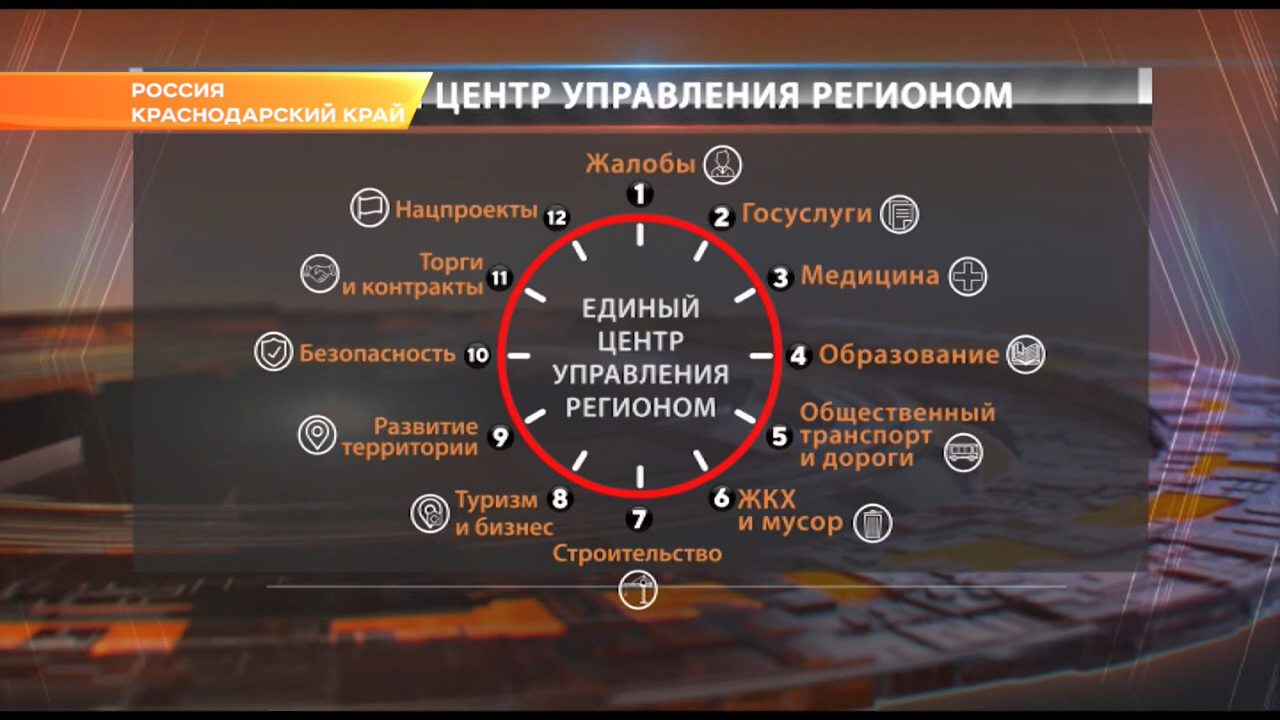 РОССИЯ
КРАСНОДАРСКИЙ КРАЙ
ЦЕНТР УПРАВЛЕНИЯ РЕГИОНОМ
Жалобы
1
2 Госуслуги
3 Медицина
4 Образование
5 Общественный
транспорт
и дороги
6 ЖКХ
и мусор
7
Строительство
8 Туризм
и бизнес
9 Развитие
территории
10 Безопасность
11 Торги
и контракты
12 Нацпроекты
ЕДИНЫЙ
ЦЕНТР
УПРАВЛЕНИЯ
РЕГИОНОМ